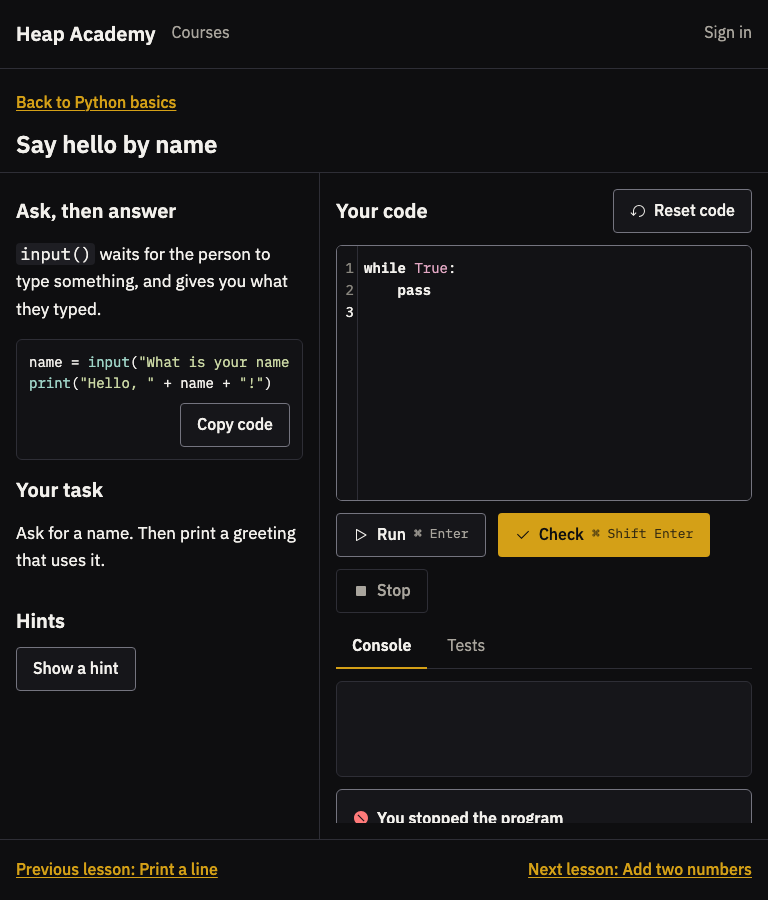 Heap Academy
Courses
Sign in
Back to Python basics
Say hello by name
Ask, then answer
input() waits for the person to
type something, and gives you what
they typed.
name = input("What is your name
print("Hello, " + name + "!")
Copy code
Your task
Ask for a name. Then print a greeting
that uses it.
Hints
Show a hint
Your code
Reset code
1 while True:
2     pass
3
Run ⌘ Enter
Check ⌘ Shift Enter
Stop
Console
Tests
You stopped the program
Previous lesson: Print a line
Next lesson: Add two numbers